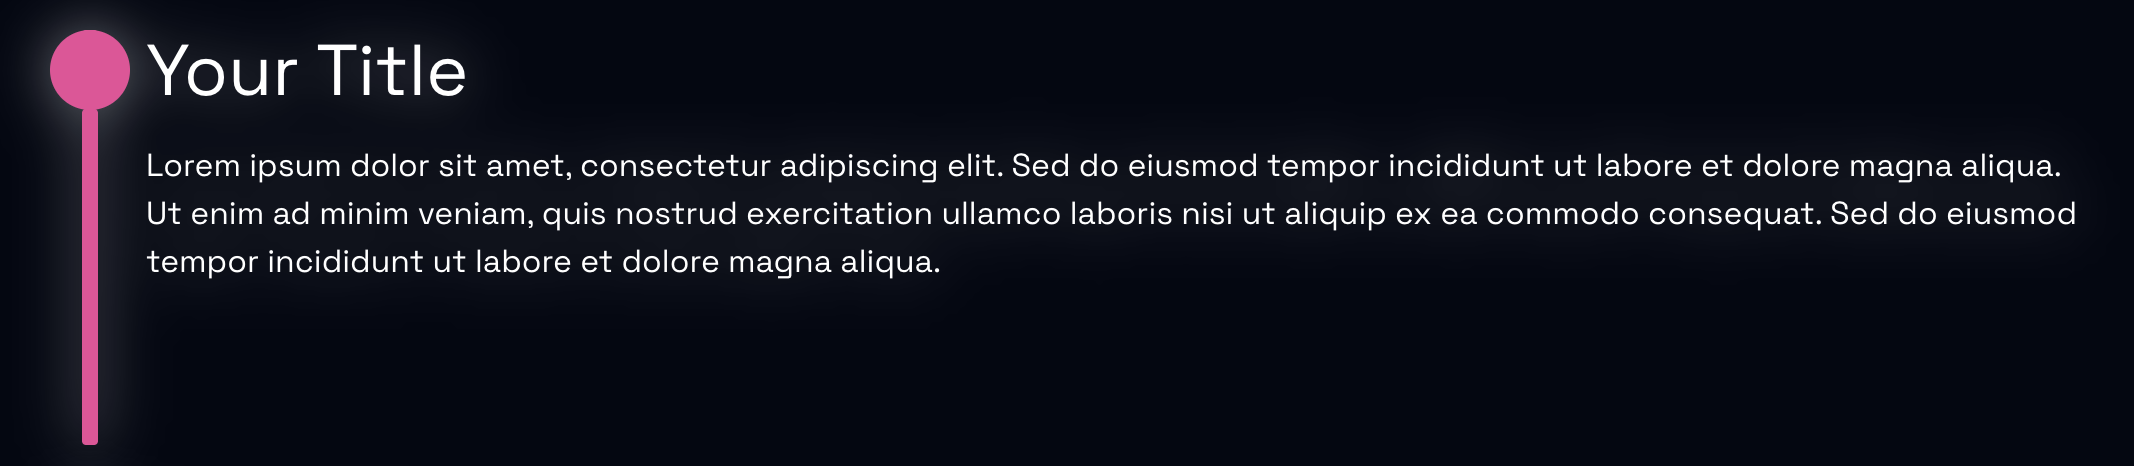 Your Title
Lorem ipsum dolor sit amet, consectetur adipiscing elit. Sed do eiusmod tempor incididunt ut labore et dolore magna aliqua.
Ut enim ad minim veniam, quis nostrud exercitation ullamco laboris nisi ut aliquip ex ea commodo consequat. Sed do eiusmod
tempor incididunt ut labore et dolore magna aliqua.